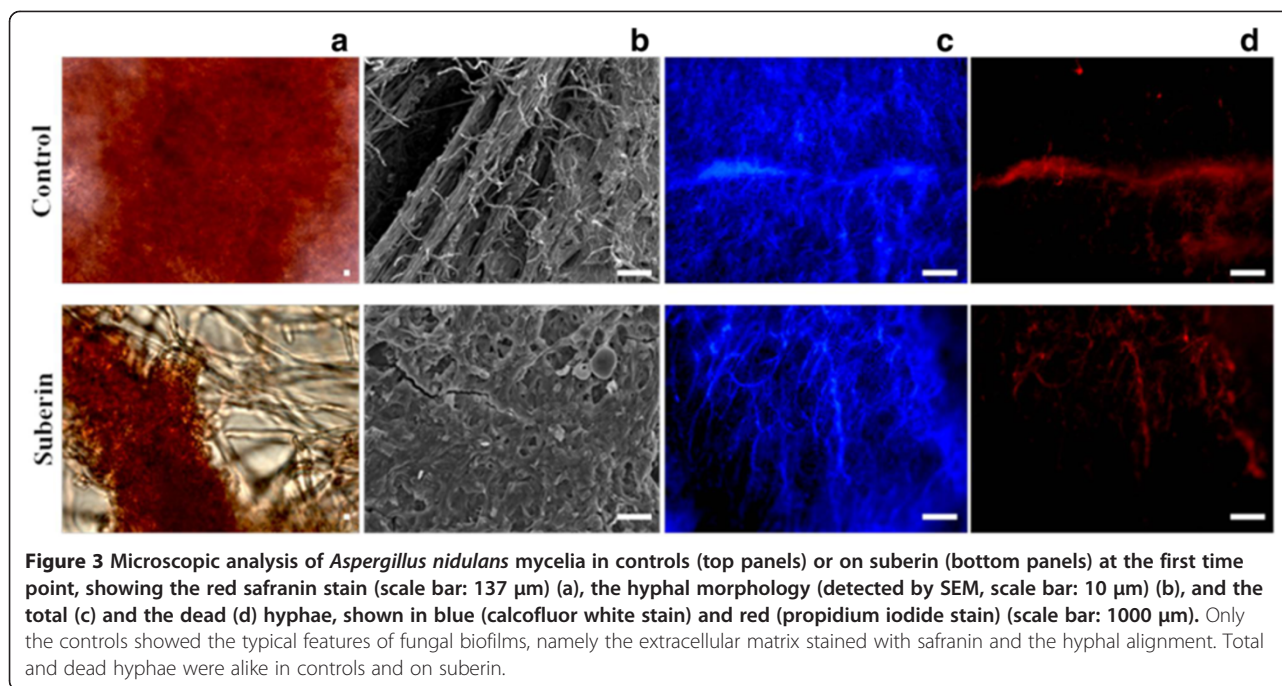 a b c d
Control
Suberin
Figure 3 Microscopic analysis of Aspergillus nidulans mycelia in controls (top panels) or on suberin (bottom panels) at the first time
point, showing the red safranin stain (scale bar: 137 μm) (a), the hyphal morphology (detected by SEM, scale bar: 10 μm) (b), and the
total (c) and the dead (d) hyphae, shown in blue (calcofluor white stain) and red (propidium iodide stain) (scale bar: 1000 μm). Only
the controls showed the typical features of fungal biofilms, namely the extracellular matrix stained with safranin and the hyphal alignment. Total
and dead hyphae were alike in controls and on suberin.